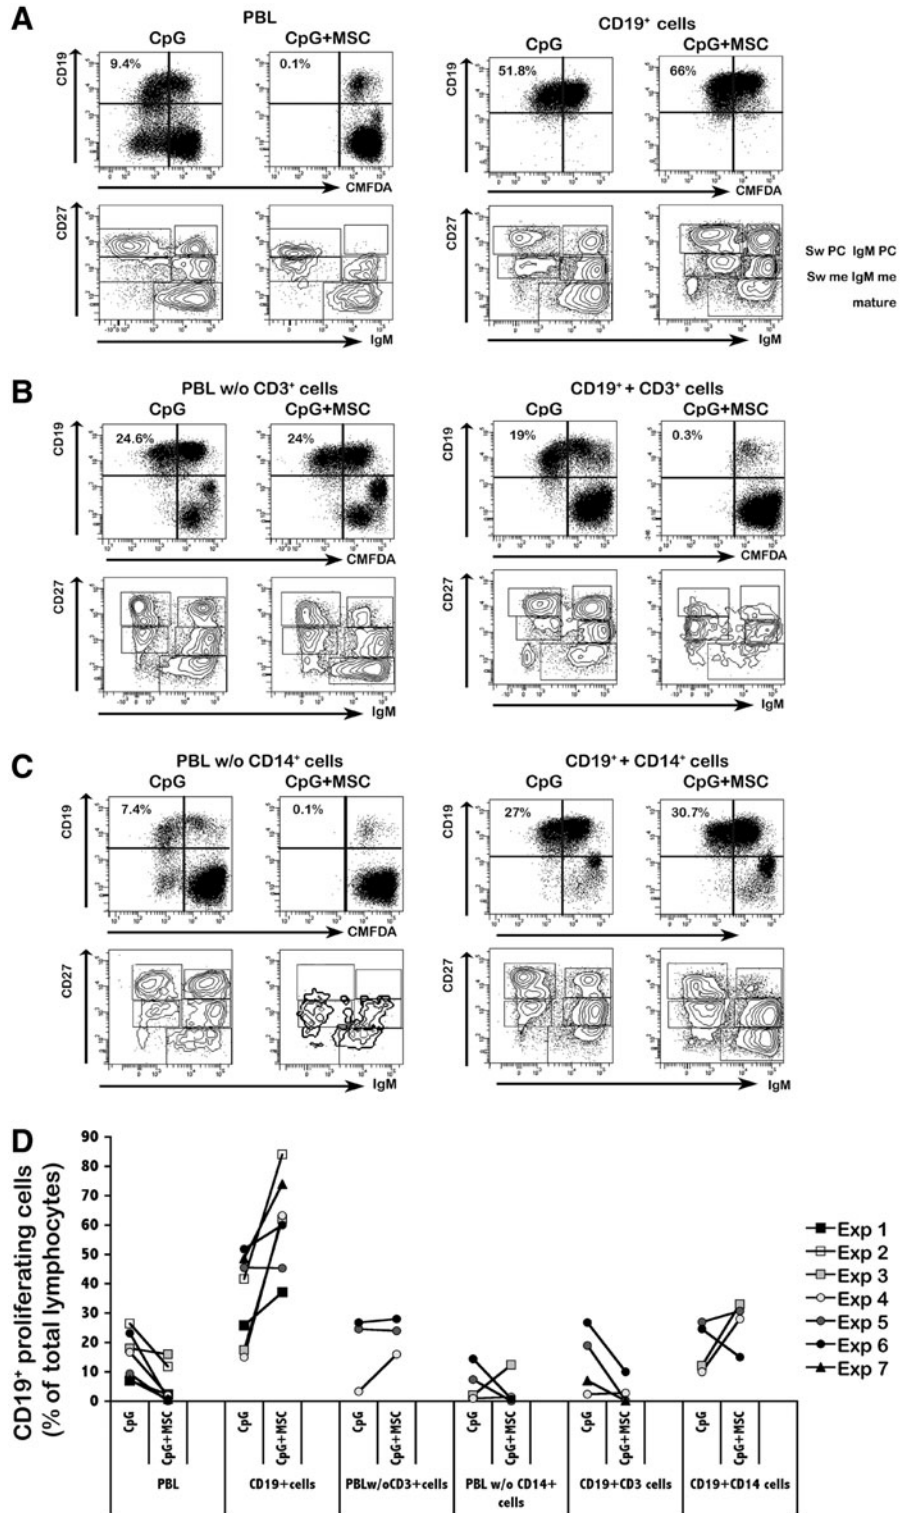 A
PBL
CD19⁺ cells
CpG
CpG+MSC
CpG
CpG+MSC
CD19
9.4%
0.1%
CD19
51.8%
66%
CMFDA
CMFDA
CD27
CD27
Sw PC IgM PC
Sw me IgM me
mature
IgM
IgM
B
PBL w/o CD3⁺ cells
CD19⁺ + CD3⁺ cells
CpG
CpG+MSC
CpG
CpG+MSC
CD19
24.6%
24%
CD19
19%
0.3%
CMFDA
CMFDA
CD27
CD27
IgM
IgM
C
PBL w/o CD14⁺ cells
CD19⁺ + CD14⁺ cells
CpG
CpG+MSC
CpG
CpG+MSC
CD19
7.4%
0.1%
CD19
27%
30.7%
CMFDA
CD27
CD27
IgM
IgM
D
CD19⁺ proliferating cells
(% of total lymphocytes)
90
80
70
60
50
40
30
20
10
0
Exp 1
Exp 2
Exp 3
Exp 4
Exp 5
Exp 6
Exp 7
CpG
CpG+MSC
CpG
CpG+MSC
CpG
CpG+MSC
CpG
CpG+MSC
CpG
CpG+MSC
CpG
CpG+MSC
PBL
CD19+cells
PBLw/oCD3+cells
PBL w/o CD14+
cells
CD19+CD3 cells
CD19+CD14 cells